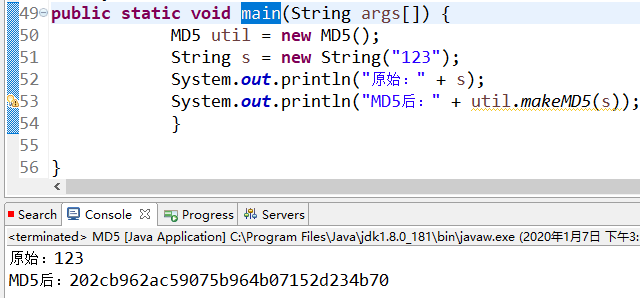 49 public static void main(String args[]) {
50 MD5 util = new MD5();
51 String s = new String("123");
52 System.out.println("原始：" + s);
53 System.out.println("MD5后：" + util.makeMD5(s));
54 }
55
56 }
Search Console Progress Servers
<terminated> MD5 [Java Application] C:\Program Files\Java\jdk1.8.0_181\bin\javaw.exe (2020年1月7日 下午3:
原始：123
MD5后：202cb962ac59075b964b07152d234b70